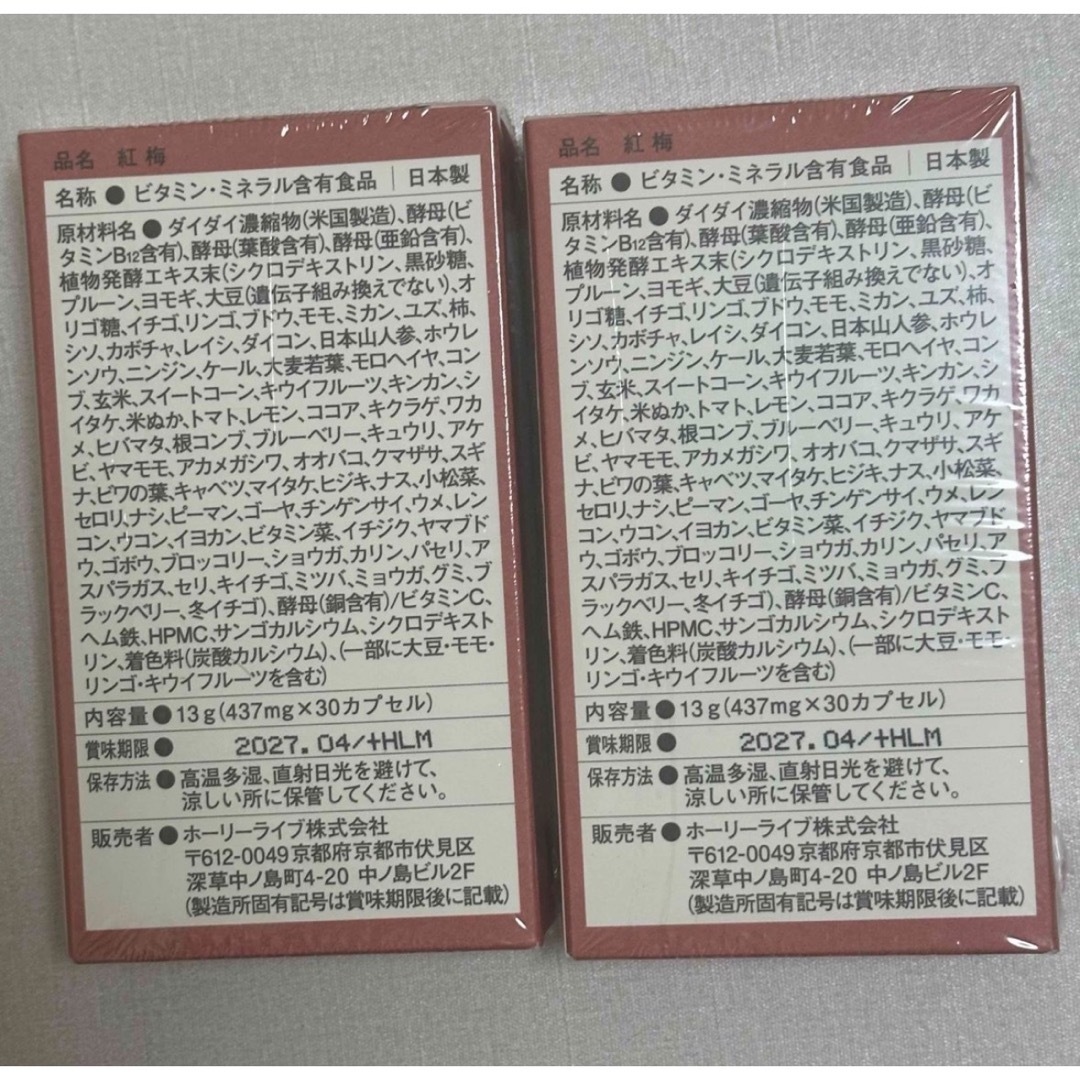 品名 紅梅
名称 ● ビタミン・ミネラル含有食品 | 日本製
原材料名 ● ダイダイ濃縮物(米国製造)、酵母(ビ
タミンB12含有)、酵母(葉酸含有)、酵母(亜鉛含有)、
植物発酵エキス末(シクロデキストリン、黒砂糖、
プルーン、ヨモギ、大豆(遺伝子組み換えでない)、オ
リゴ糖、イチゴ、リンゴ、ブドウ、モモ、ミカン、ユズ、柿、
シソ、カボチャ、レイシ、ダイコン、日本山人参、ホウレ
ンソウ、ニンジン、ケール、大麦若葉、モロヘイヤ、コン
ブ、玄米、スイートコーン、キウイフルーツ、キンカン、シ
イタケ、米ぬか、トマト、レモン、ココア、キクラゲ、ワカ
メ、ヒバマタ、根コンブ、ブルーベリー、キュウリ、アケ
ビ、ヤマモモ、アカメガシワ、オオバコ、クマザサ、スギ
ナ、ビワの葉、キャベツ、マイタケ、ヒジキ、ナス、小松菜、
セロリ、ナシ、ピーマン、ゴーヤ、チンゲンサイ、ウメ、レン
コン、ウコン、イヨカン、ビタミン菜、イチジク、ヤマブド
ウ、ゴボウ、ブロッコリー、ショウガ、カリン、パセリ、ア
スパラガス、セリ、キイチゴ、ミツバ、ミョウガ、グミ、ブ
ラックベリー、冬イチゴ)、酵母(銅含有)/ビタミンC、
ヘム鉄、HPMC、サンゴカルシウム、シクロデキスト
リン、着色料(炭酸カルシウム)、(一部に大豆・モモ・
リンゴ・キウイフルーツを含む)
内容量 ● 13g(437mg×30カプセル)
賞味期限 ● 2027.04/+HLM
保存方法 ● 高温多湿、直射日光を避けて、
涼しい所に保管してください。
販売者 ● ホーリーライブ株式会社
〒612-0049 京都府京都市伏見区
深草中ノ島町4-20 中ノ島ビル2F
(製造所固有記号は賞味期限後に記載)
品名 紅梅
名称 ● ビタミン・ミネラル含有食品 | 日本製
原材料名 ● ダイダイ濃縮物(米国製造)、酵母(ビ
タミンB12含有)、酵母(葉酸含有)、酵母(亜鉛含有)、
植物発酵エキス末(シクロデキストリン、黒砂糖、
プルーン、ヨモギ、大豆(遺伝子組み換えでない)、オ
リゴ糖、イチゴ、リンゴ、ブドウ、モモ、ミカン、ユズ、柿、
シソ、カボチャ、レイシ、ダイコン、日本山人参、ホウレ
ンソウ、ニンジン、ケール、大麦若葉、モロヘイヤ、コン
ブ、玄米、スイートコーン、キウイフルーツ、キンカン、シ
イタケ、米ぬか、トマト、レモン、ココア、キクラゲ、ワカ
メ、ヒバマタ、根コンブ、ブルーベリー、キュウリ、アケ
ビ、ヤマモモ、アカメガシワ、オオバコ、クマザサ、スギ
ナ、ビワの葉、キャベツ、マイタケ、ヒジキ、ナス、小松菜、
セロリ、ナシ、ピーマン、ゴーヤ、チンゲンサイ、ウメ、レン
コン、ウコン、イヨカン、ビタミン菜、イチジク、ヤマブド
ウ、ゴボウ、ブロッコリー、ショウガ、カリン、パセリ、ア
スパラガス、セリ、キイチゴ、ミツバ、ミョウガ、グミ、ブ
ラックベリー、冬イチゴ)、酵母(銅含有)/ビタミンC、
ヘム鉄、HPMC、サンゴカルシウム、シクロデキスト
リン、着色料(炭酸カルシウム)、(一部に大豆・モモ・
リンゴ・キウイフルーツを含む)
内容量 ● 13g(437mg×30カプセル)
賞味期限 ● 2027.04/+HLM
保存方法 ● 高温多湿、直射日光を避けて、
涼しい所に保管してください。
販売者 ● ホーリーライブ株式会社
〒612-0049 京都府京都市伏見区
深草中ノ島町4-20 中ノ島ビル2F
(製造所固有記号は賞味期限後に記載)